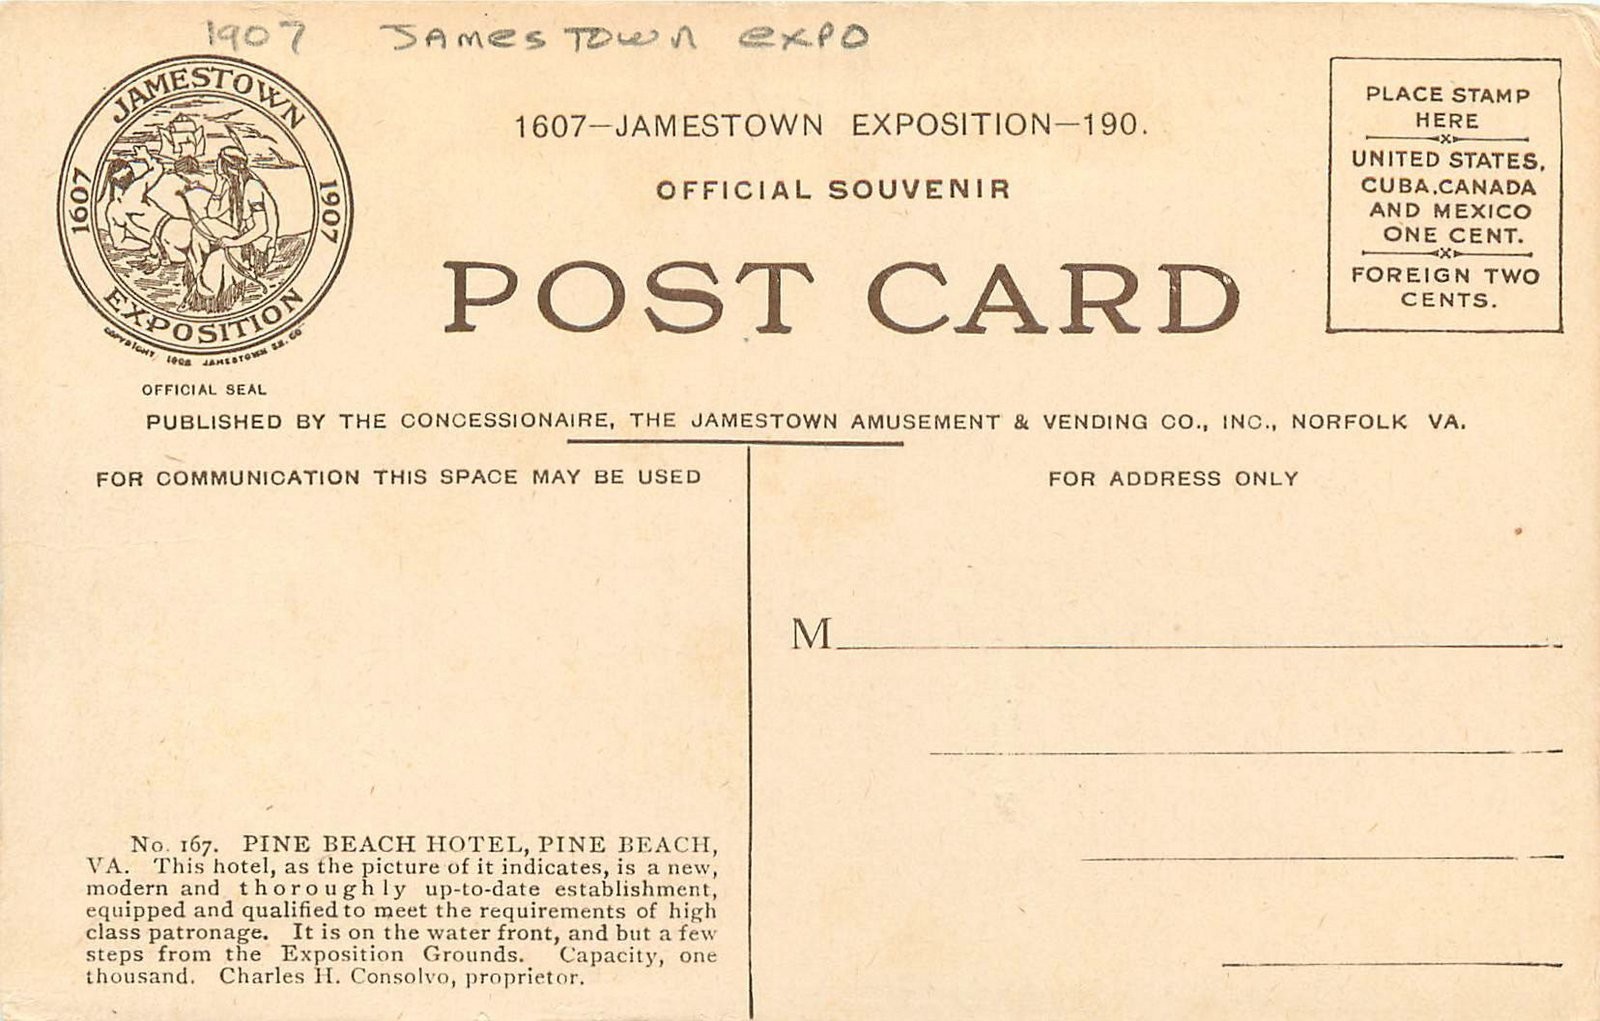 1907 JAMESTOWN EXPO
JAMESTOWN
1607
1907
EXPOSITION
COPYRIGHT 1906 JAMESTOWN EX. CO
OFFICIAL SEAL
1607—JAMESTOWN EXPOSITION—190.
OFFICIAL SOUVENIR
POST CARD
PLACE STAMP
HERE
UNITED STATES,
CUBA, CANADA
AND MEXICO
ONE CENT.
FOREIGN TWO
CENTS.
PUBLISHED BY THE CONCESSIONAIRE, THE JAMESTOWN AMUSEMENT & VENDING CO., INC., NORFOLK VA.
FOR COMMUNICATION THIS SPACE MAY BE USED
FOR ADDRESS ONLY
M
No. 167. PINE BEACH HOTEL, PINE BEACH,
VA. This hotel, as the picture of it indicates, is a new,
modern and thoroughly up-to-date establishment,
equipped and qualified to meet the requirements of high
class patronage. It is on the water front, and but a few
steps from the Exposition Grounds. Capacity, one
thousand. Charles H. Consolvo, proprietor.